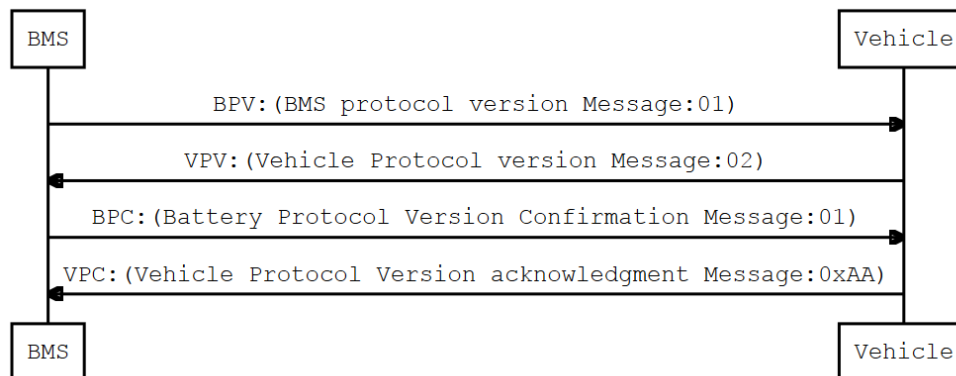 BMS
Vehicle
BPV:(BMS protocol version Message:01)
VPV:(Vehicle Protocol version Message:02)
BPC:(Battery Protocol Version Confirmation Message:01)
VPC:(Vehicle Protocol Version acknowledgment Message:0xAA)
BMS
Vehicle